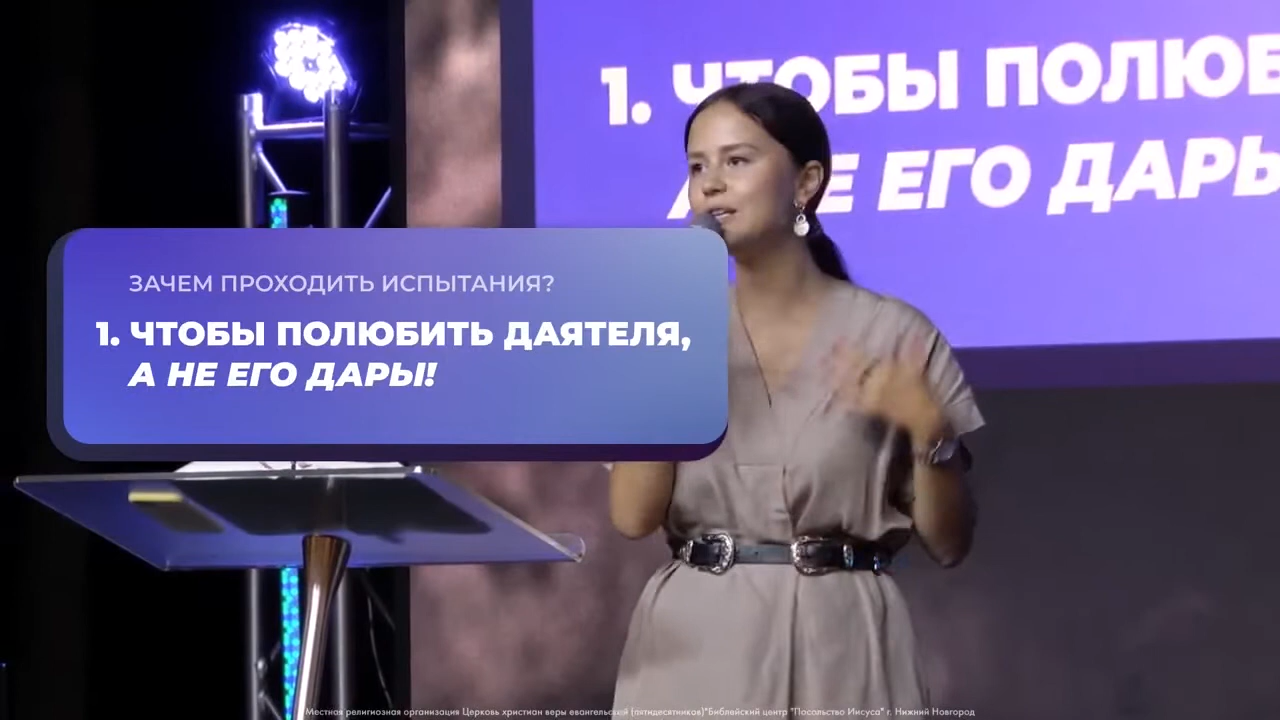 1. ЧТОБЫ ПОЛЮБ
А Е ЕГО ДАРЫ
ЗАЧЕМ ПРОХОДИТЬ ИСПЫТАНИЯ?
1. ЧТОБЫ ПОЛЮБИТЬ ДАЯТЕЛЯ,
А НЕ ЕГО ДАРЫ!
Местная религиозная организация Церковь христиан веры евангельской (пятидесятников)"Библейский центр "Посольство Иисуса" г. Нижний Новгород